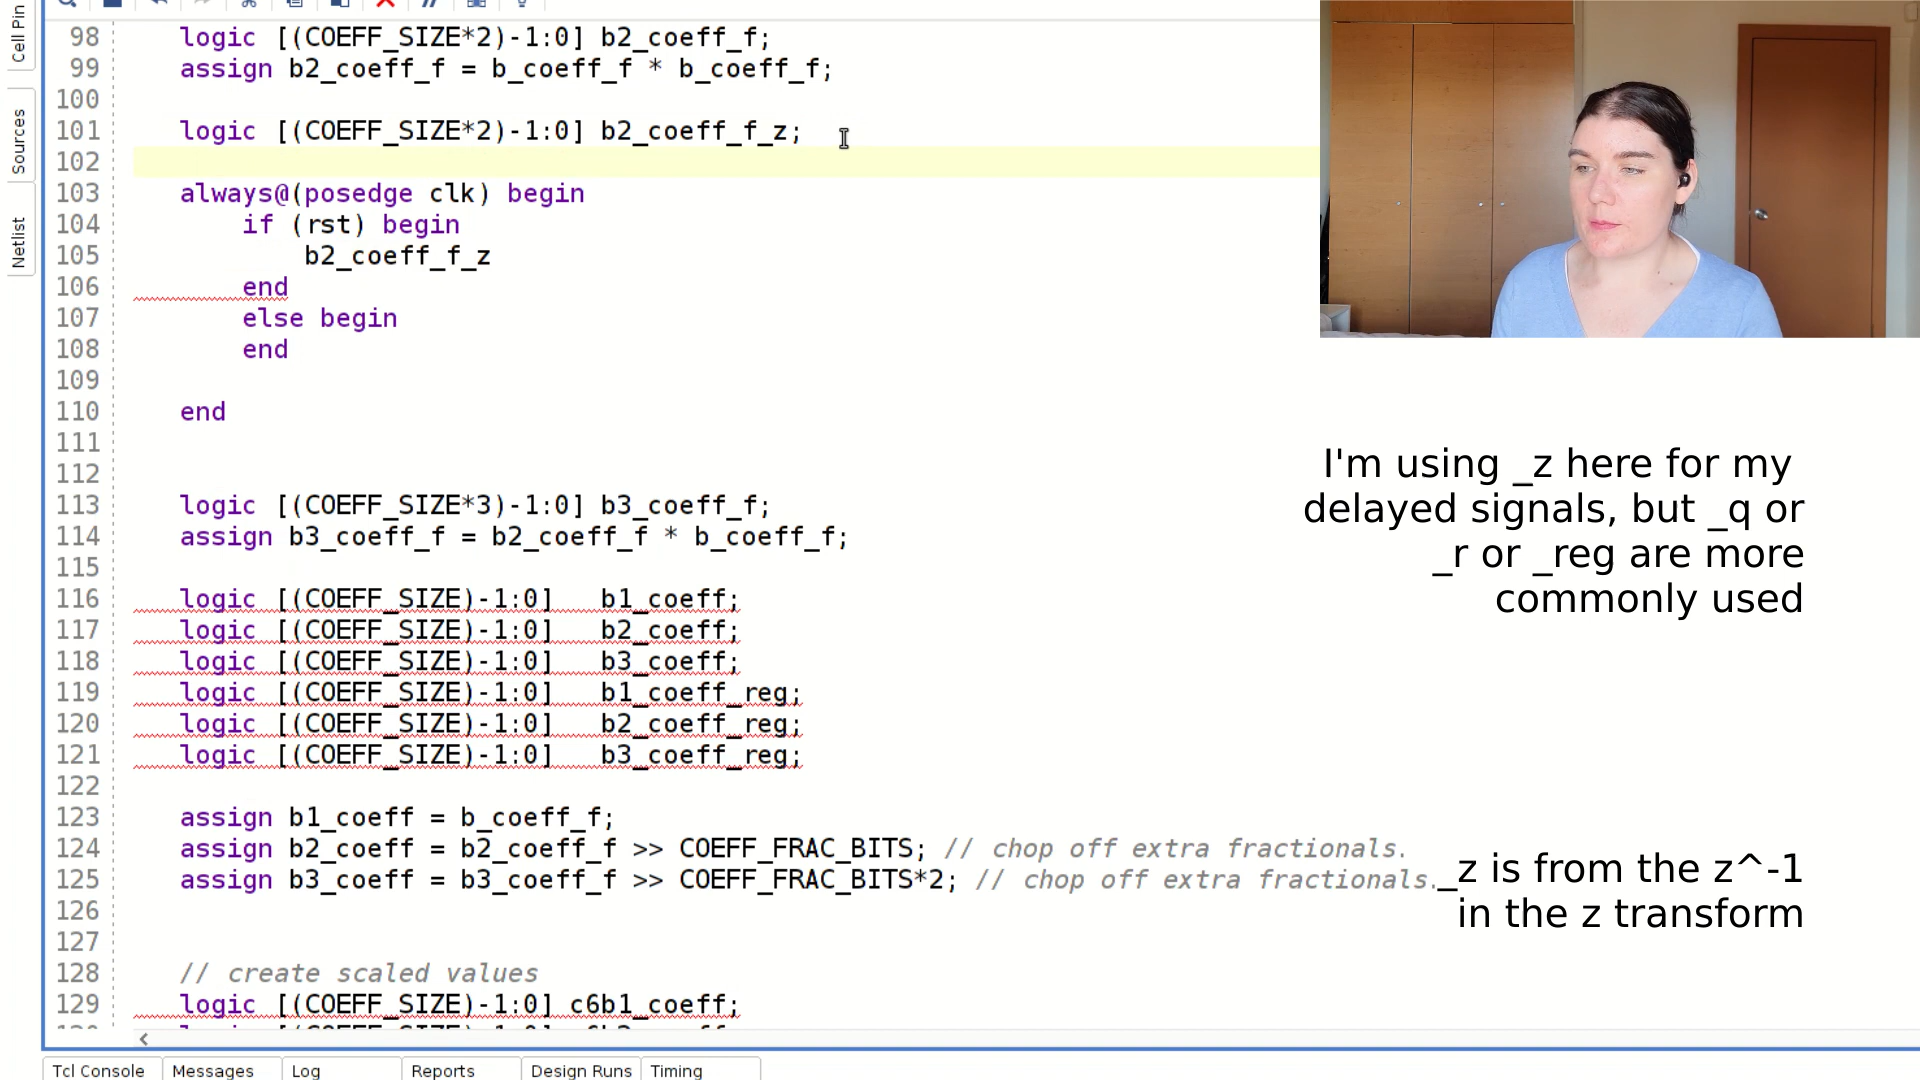 Cell Pin
Sources
Netlist
98 logic [(COEFF_SIZE*2)-1:0] b2_coeff_f;
99 assign b2_coeff_f = b_coeff_f * b_coeff_f;
100
101 logic [(COEFF_SIZE*2)-1:0] b2_coeff_f_z;
102
103 always@(posedge clk) begin
104 if (rst) begin
105 b2_coeff_f_z
106 end
107 else begin
108 end
109
110 end
111
112
113 logic [(COEFF_SIZE*3)-1:0] b3_coeff_f;
114 assign b3_coeff_f = b2_coeff_f * b_coeff_f;
115
116 logic [(COEFF_SIZE)-1:0] b1_coeff;
117 logic [(COEFF_SIZE)-1:0] b2_coeff;
118 logic [(COEFF_SIZE)-1:0] b3_coeff;
119 logic [(COEFF_SIZE)-1:0] b1_coeff_reg;
120 logic [(COEFF_SIZE)-1:0] b2_coeff_reg;
121 logic [(COEFF_SIZE)-1:0] b3_coeff_reg;
122
123 assign b1_coeff = b_coeff_f;
124 assign b2_coeff = b2_coeff_f >> COEFF_FRAC_BITS; // chop off extra fractionals.
125 assign b3_coeff = b3_coeff_f >> COEFF_FRAC_BITS*2; // chop off extra fractionals.
126
127
128 // create scaled values
129 logic [(COEFF_SIZE)-1:0] c6b1_coeff;
I'm using _z here for my
delayed signals, but _q or
_r or _reg are more
commonly used
_z is from the z^-1
in the z transform
Tcl Console
Messages
Log
Reports
Design Runs
Timing